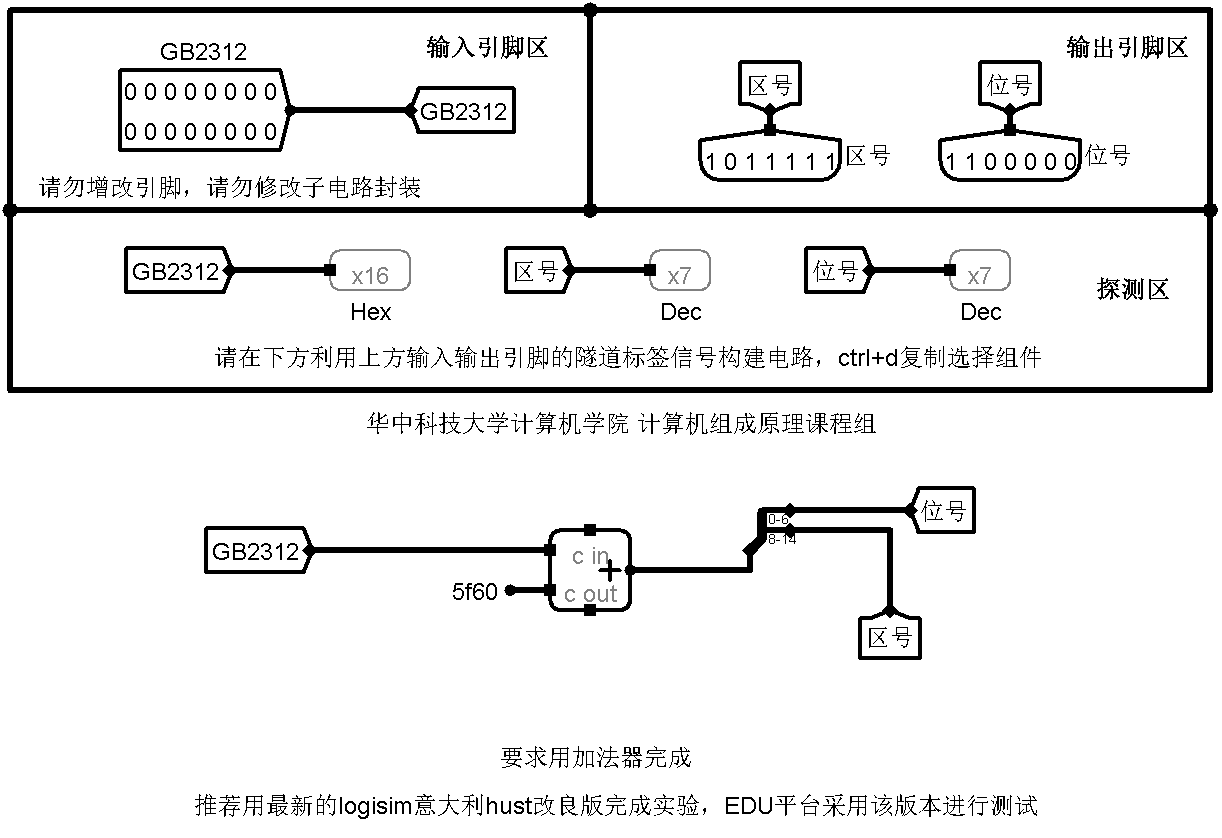 输入引脚区
GB2312
0 0 0 0 0 0 0 0
0 0 0 0 0 0 0 0
GB2312
请勿增改引脚，请勿修改子电路封装
输出引脚区
区号
1 0 1 1 1 1 1
区号
位号
1 1 0 0 0 0 0
位号
GB2312
x16
Hex
区号
x7
Dec
位号
x7
Dec
探测区
请在下方利用上方输入输出引脚的隧道标签信号构建电路，ctrl+d复制选择组件
华中科技大学计算机学院 计算机组成原理课程组
GB2312
5f60
c in
+
c out
0-6
8-14
位号
区号
要求用加法器完成
推荐用最新的logisim意大利hust改良版完成实验，EDU平台采用该版本进行测试